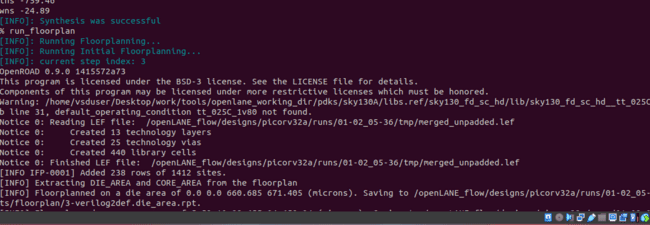 tns -759.46
wns -24.89
[INFO]: Synthesis was successful
% run_floorplan
[INFO]: Running Floorplanning...
[INFO]: Running Initial Floorplanning...
[INFO]: current step index: 3
OpenROAD 0.9.0 1415572a73
This program is licensed under the BSD-3 license. See the LICENSE file for details.
Components of this program may be licensed under more restrictive licenses which must be honored.
Warning: /home/vsduser/Desktop/work/tools/openlane_working_dir/pdks/sky130A/libs.ref/sky130_fd_sc_hd/lib/sky130_fd_sc_hd__tt_025C
b line 31, default_operating_condition tt_025C_1v80 not found.
Notice 0: Reading LEF file:  /openLANE_flow/designs/picorv32a/runs/01-02_05-36/tmp/merged_unpadded.lef
Notice 0:     Created 13 technology layers
Notice 0:     Created 25 technology vias
Notice 0:     Created 440 library cells
Notice 0: Finished LEF file:  /openLANE_flow/designs/picorv32a/runs/01-02_05-36/tmp/merged_unpadded.lef
[INFO IFP-0001] Added 238 rows of 1412 sites.
[INFO] Extracting DIE_AREA and CORE_AREA from the floorplan
[INFO] Floorplanned on a die area of 0.0 0.0 660.685 671.405 (microns). Saving to /openLANE_flow/designs/picorv32a/runs/01-02_05-
ts/floorplan/3-verilog2def.die_area.rpt.